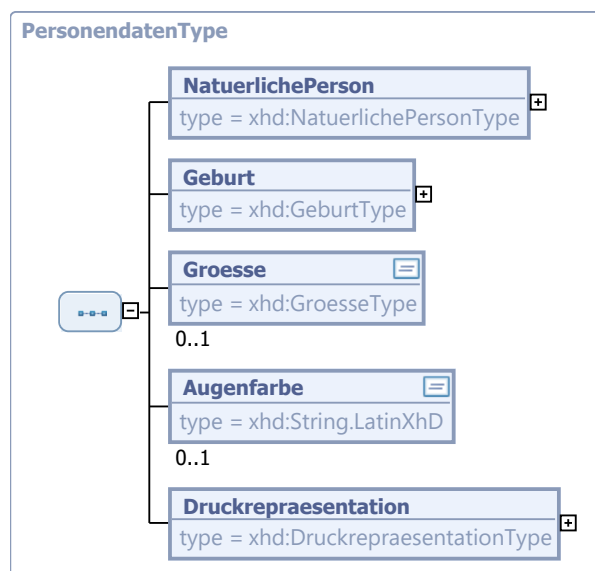 PersonendatenType
NatuerlichePerson
type = xhd:NatuerlichePersonType
Geburt
type = xhd:GeburtType
Groesse
type = xhd:GroesseType
0..1
Augenfarbe
type = xhd:String.LatinXhD
0..1
Druckrepraesentation
type = xhd:DruckrepraesentationType